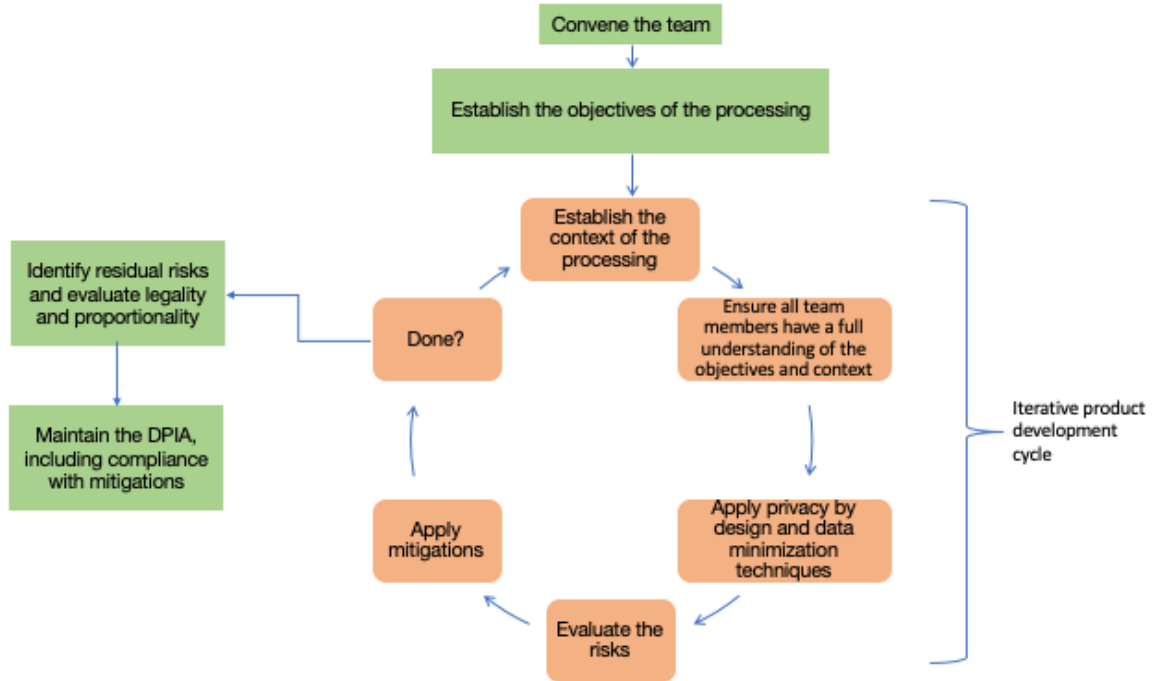 Convene the team
Establish the objectives of the processing
Establish the
context of the
processing
Ensure all team
members have a full
understanding of the
objectives and context
Apply privacy by
design and data
minimization
techniques
Evaluate the
risks
Apply
mitigations
Done?
Identify residual risks
and evaluate legality
and proportionality
Maintain the DPIA,
including compliance
with mitigations
Iterative product
development
cycle